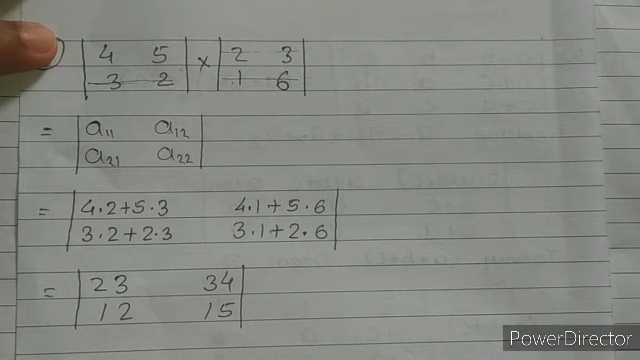 | 4 5 | × | 2 3 |
| 3 2 | | 1 6 |
= | a₁₁ a₁₂ |
| a₂₁ a₂₂ |
= | 4·2+5·3 4·1+5·6 |
| 3·2+2·3 3·1+2·6 |
= | 23 34 |
| 12 15 |
PowerDirector